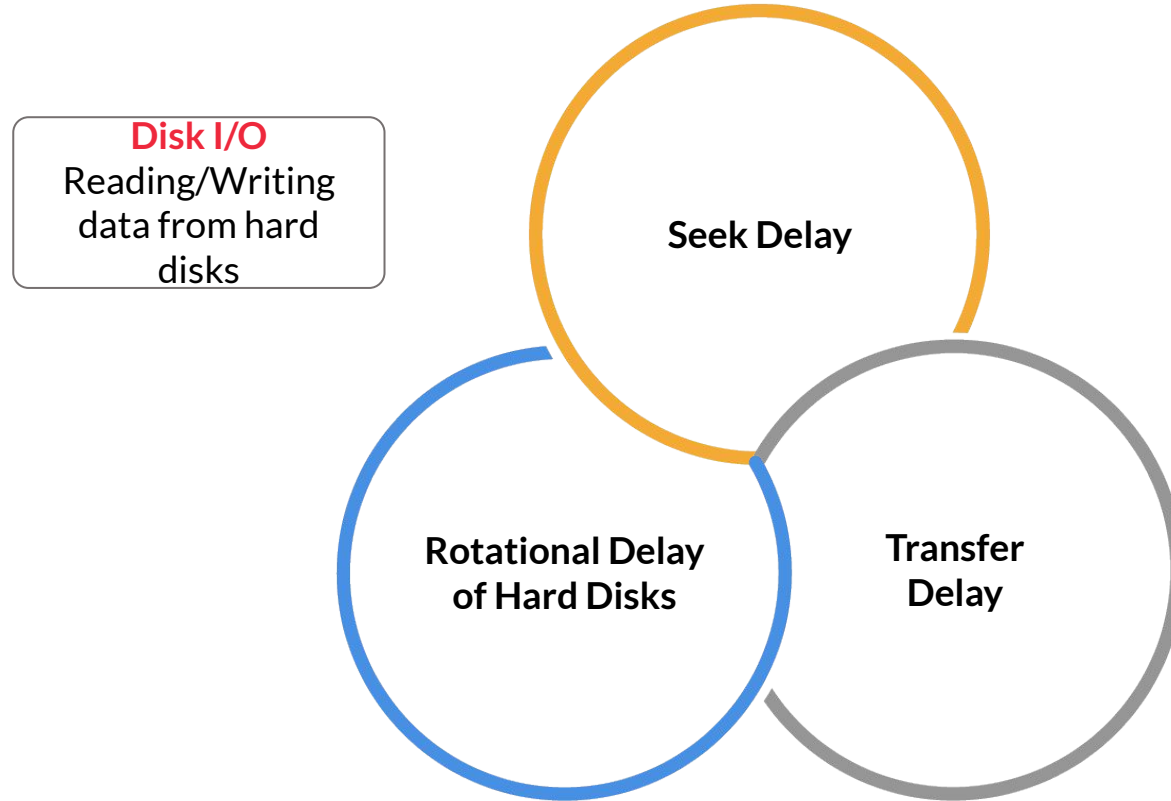 Disk I/O
Reading/Writing
data from hard
disks
Seek Delay
Rotational Delay
of Hard Disks
Transfer
Delay